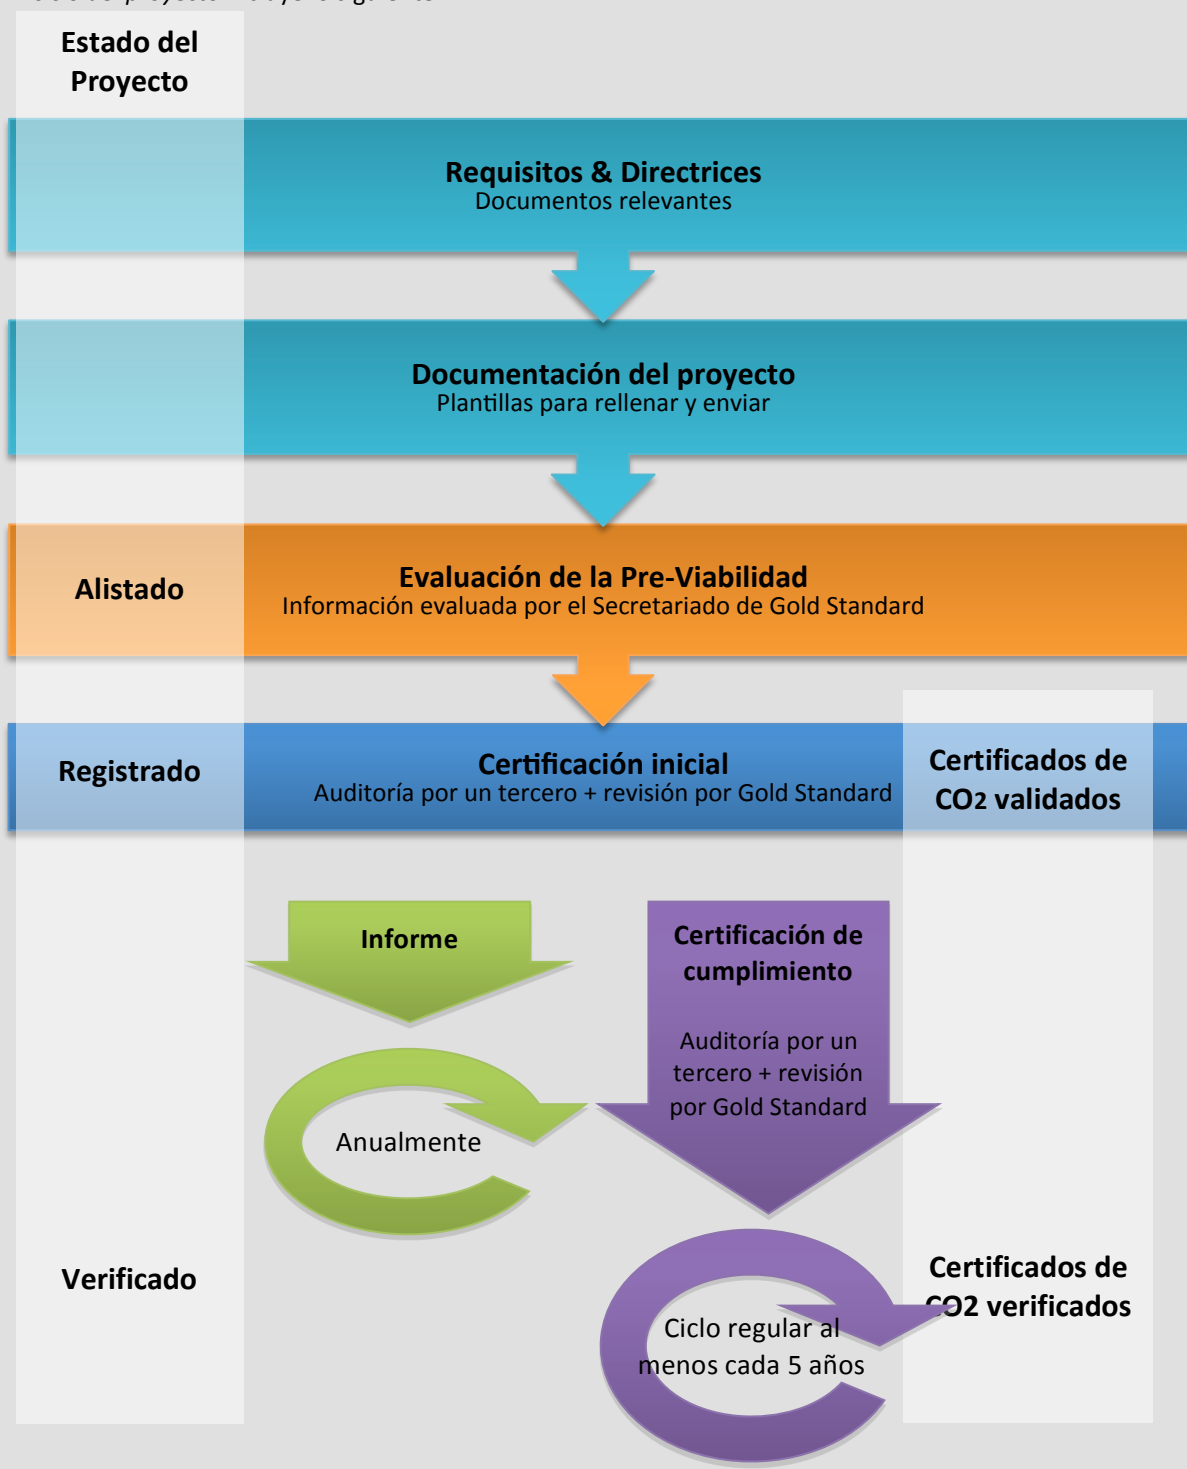 Estado del
Proyecto
Requisitos & Directrices
Documentos relevantes
Documentación del proyecto
Plantillas para rellenar y enviar
Alistado
Evaluación de la Pre-Viabilidad
Información evaluada por el Secretariado de Gold Standard
Registrado
Certificación inicial
Auditoría por un tercero + revisión por Gold Standard
Certificados de
CO2 validados
Informe
Anualmente
Certificación de
cumplimiento
Auditoría por un
tercero + revisión
por Gold Standard
Verificado
Ciclo regular al
menos cada 5 años
Certificados de
CO2 verificados